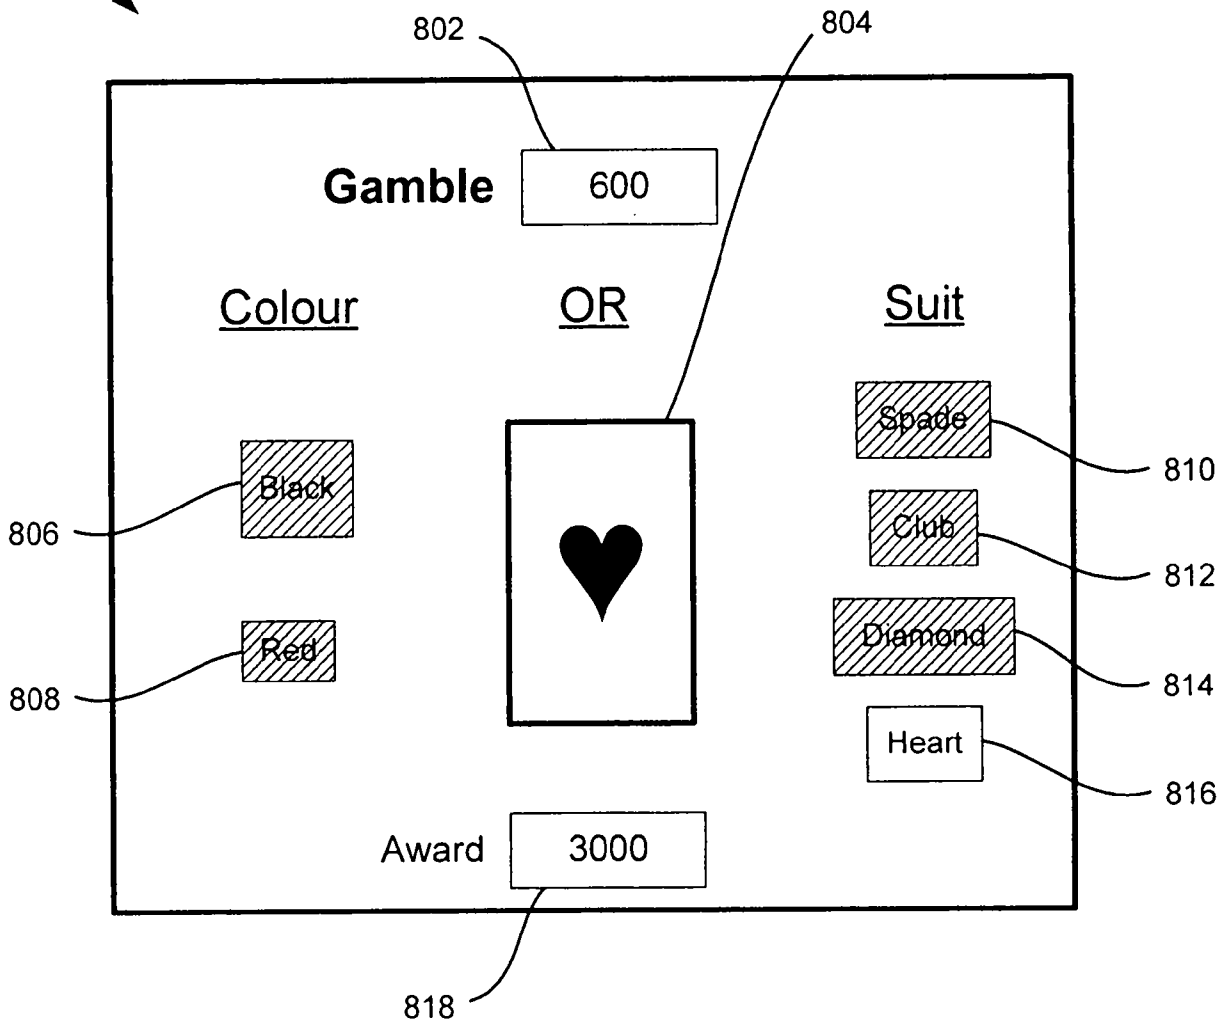 802
804
Gamble 600
Colour OR Suit
Spade
810
Black
806
Club
812
Red
808
Diamond
814
Heart
816
Award 3000
818